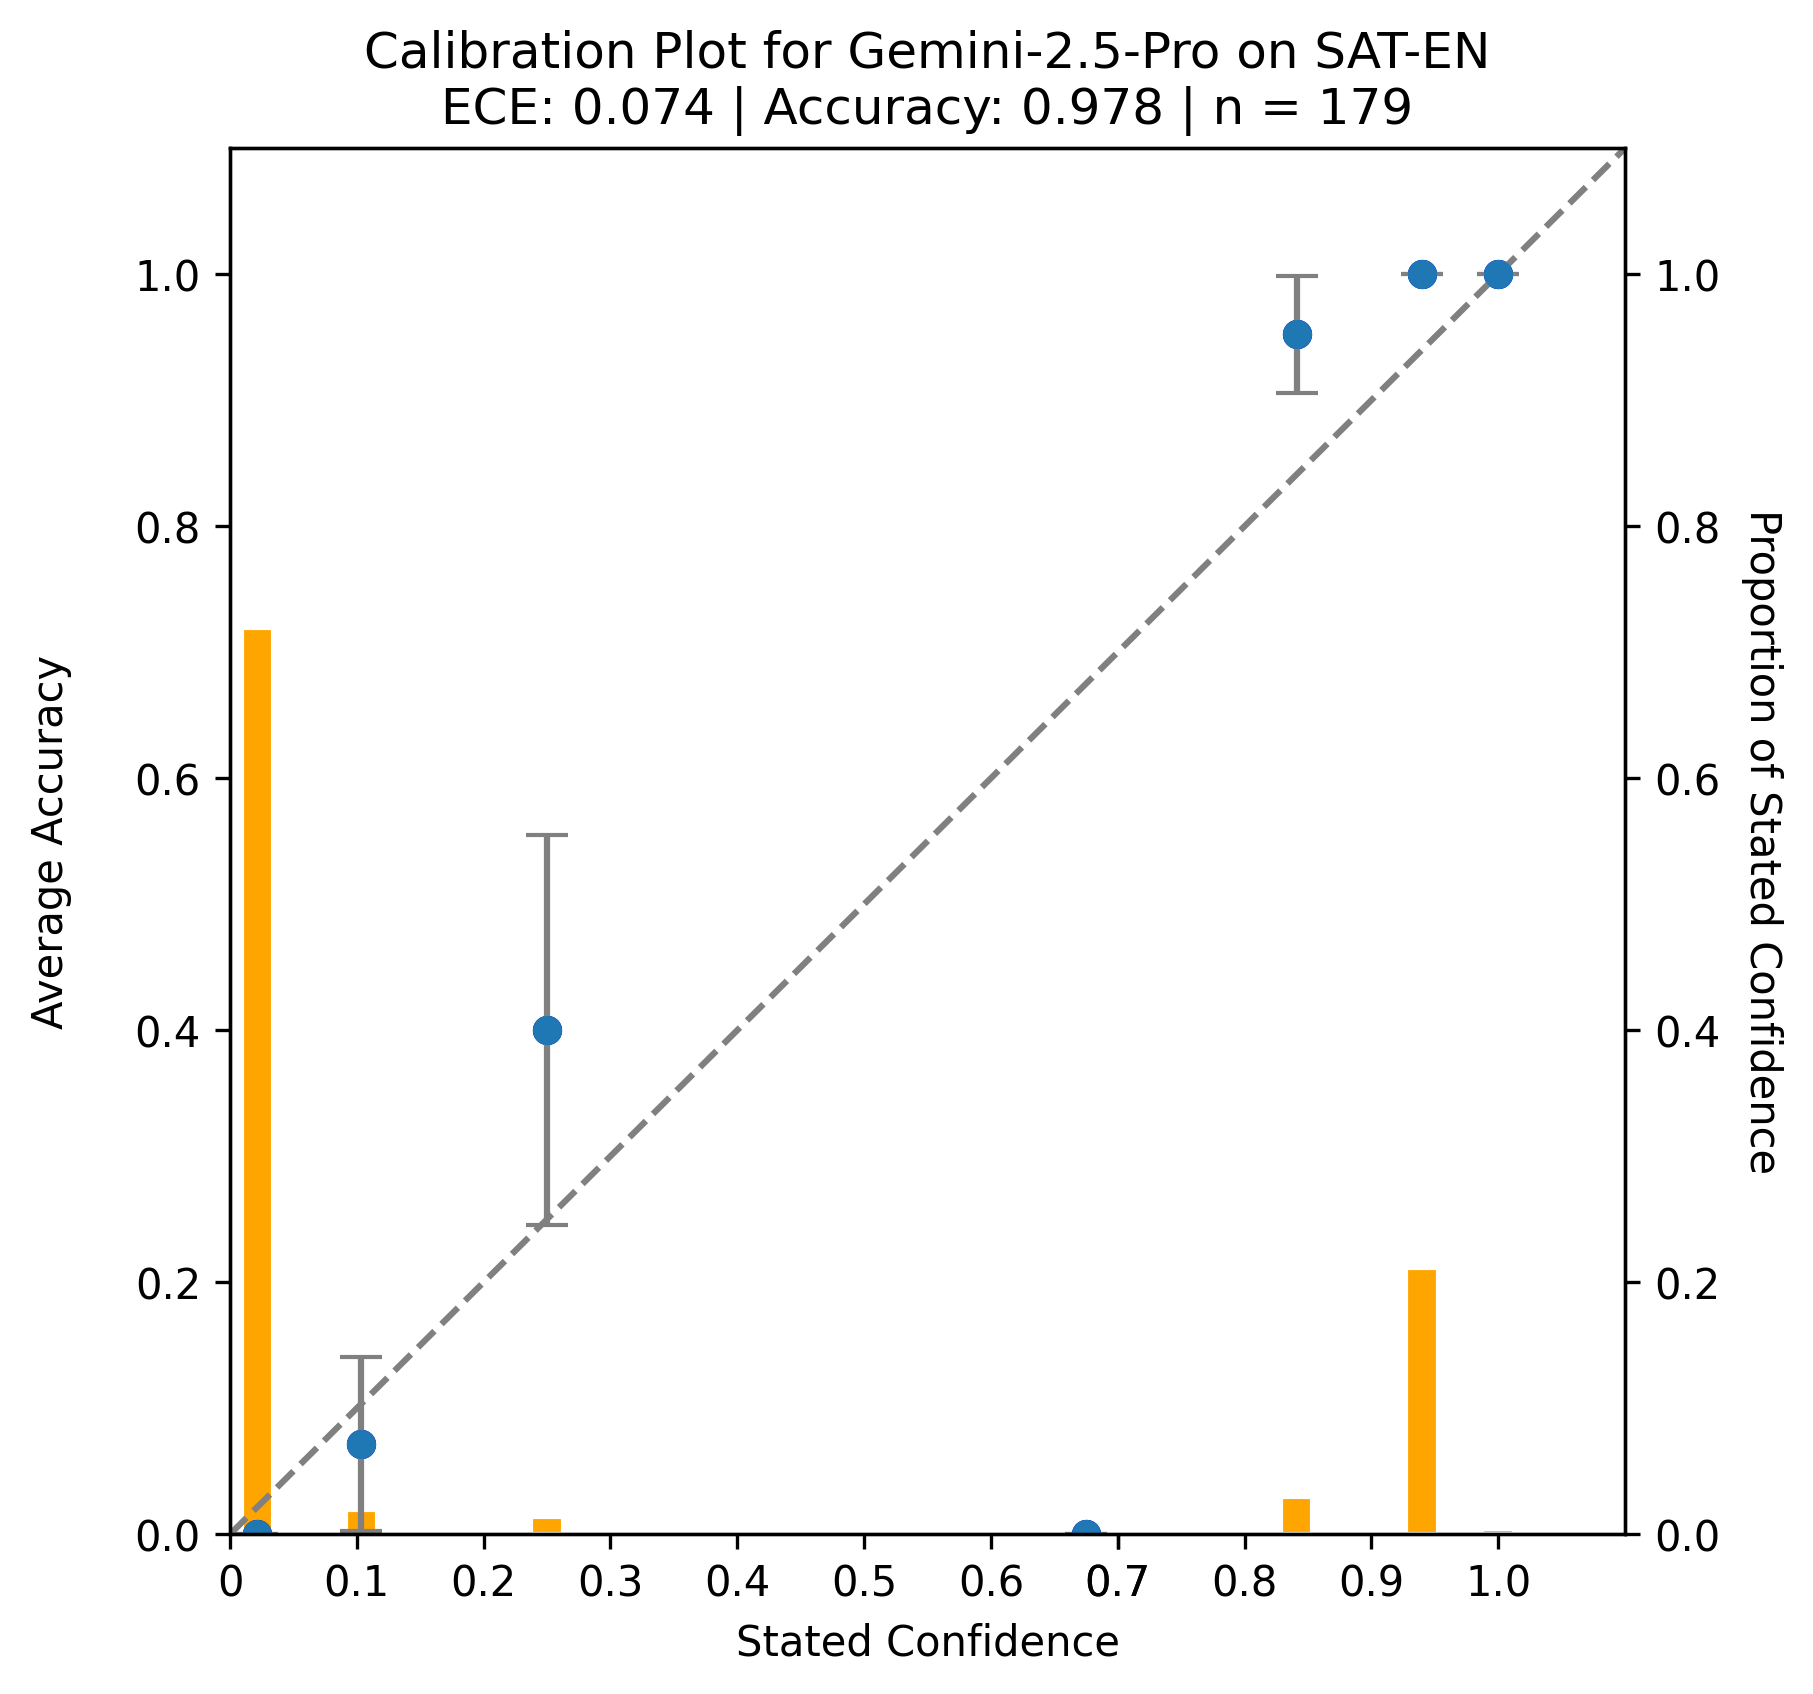 Calibration Plot for Gemini-2.5-Pro on SAT-EN
ECE: 0.074 | Accuracy: 0.978 | n = 179
Average Accuracy
1.0
0.8
0.6
0.4
0.2
0.0
0 0.1 0.2 0.3 0.4 0.5 0.6 0.7 0.8 0.9 1.0
Stated Confidence
1.0
0.8
0.6
0.4
0.2
0.0
Proportion of Stated Confidence